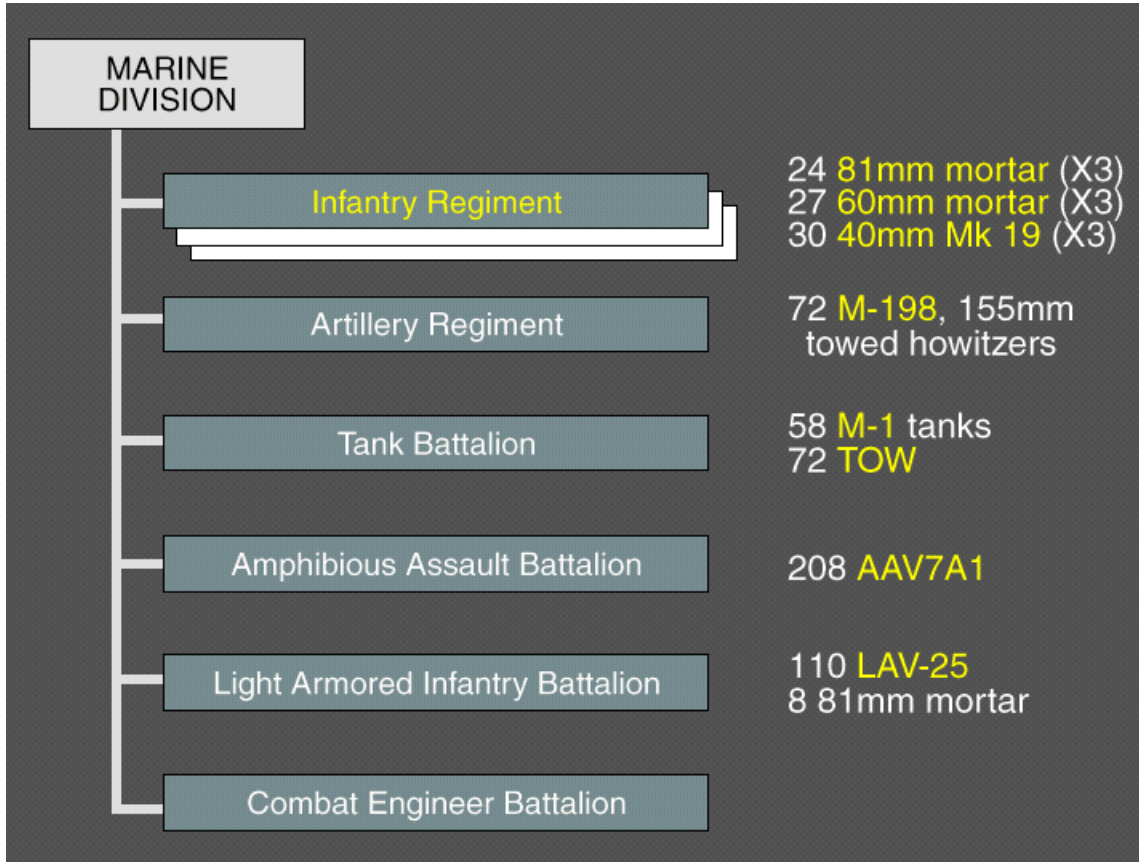 MARINE
DIVISION
Infantry Regiment
24 81mm mortar (X3)
27 60mm mortar (X3)
30 40mm Mk 19 (X3)
Artillery Regiment
72 M-198, 155mm
towed howitzers
Tank Battalion
58 M-1 tanks
72 TOW
Amphibious Assault Battalion
208 AAV7A1
Light Armored Infantry Battalion
110 LAV-25
8 81mm mortar
Combat Engineer Battalion